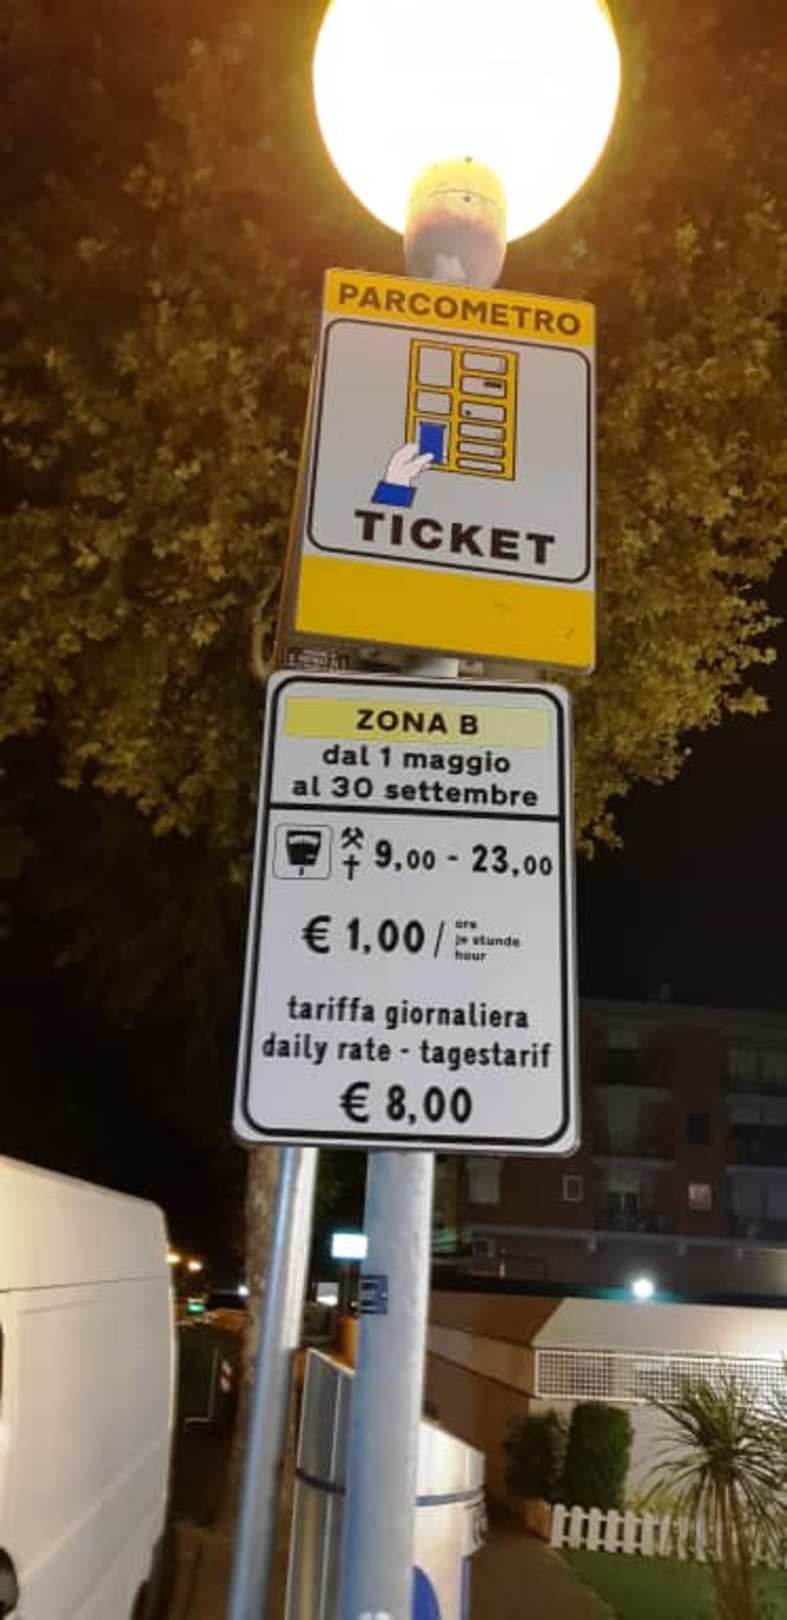 PARCOMETRO
TICKET
ZONA B
dal 1 maggio
al 30 settembre
9,00 - 23,00
€ 1,00 / ora
je stunde
hour
tariffa giornaliera
daily rate - tagestarif
€ 8,00